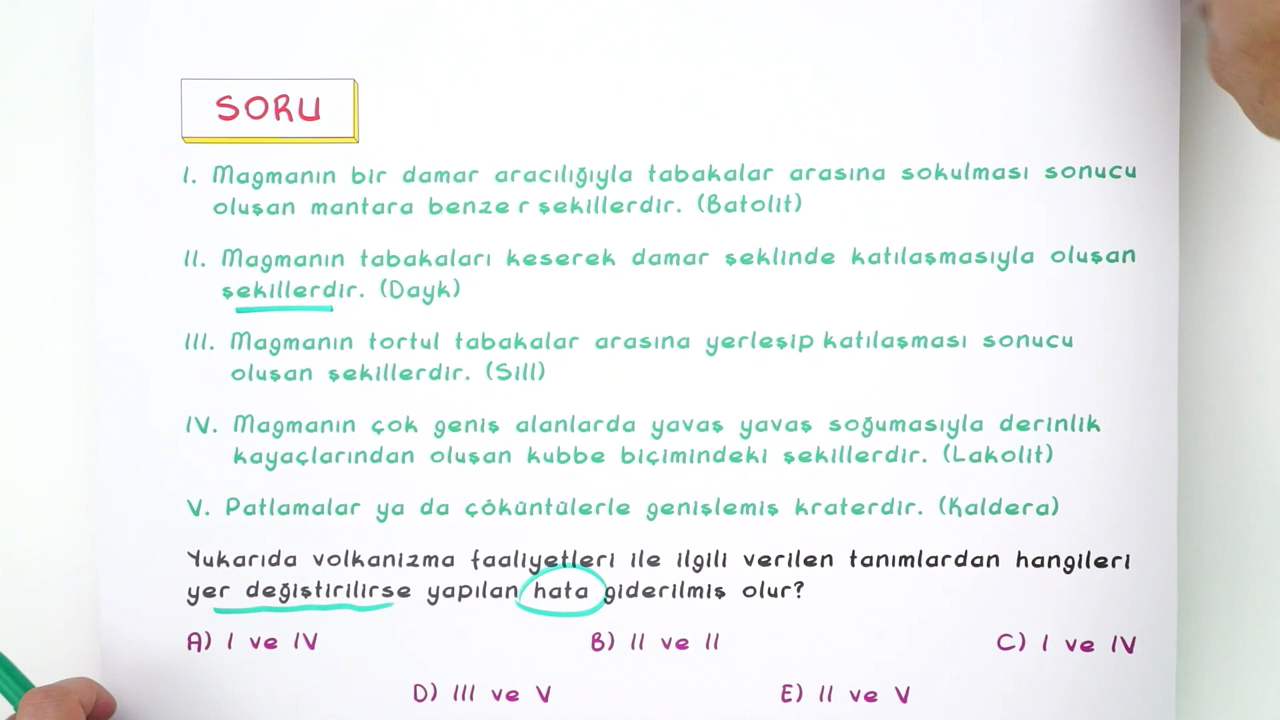 SORU
I. Magmanın bir damar aracılığıyla tabakalar arasına sokulması sonucu
oluşan mantara benzer şekillerdir. (Batolit)
II. Magmanın tabakaları keserek damar şeklinde katılaşmasıyla oluşan
şekillerdir. (Dayk)
III. Magmanın tortul tabakalar arasına yerleşip katılaşması sonucu
oluşan şekillerdir. (Sill)
IV. Magmanın çok geniş alanlarda yavaş yavaş soğumasıyla derinlik
kayaçlarından oluşan kubbe biçimindeki şekillerdir. (Lakolit)
V. Patlamalar ya da çöküntülerle genişlemiş kraterdir. (Kaldera)
Yukarıda volkanizma faaliyetleri ile ilgili verilen tanımlardan hangileri
yer değiştirilirse yapılan hata giderilmiş olur?
A) I ve IV B) II ve II C) I ve IV
D) III ve V E) II ve V